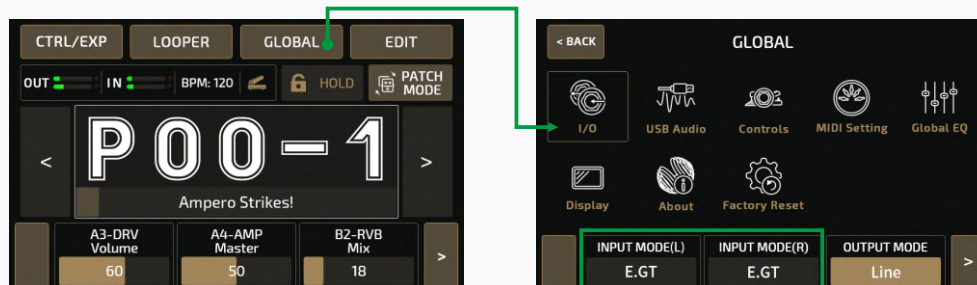 CTRL/EXP LOOPER GLOBAL EDIT
OUT IN BPM: 120 HOLD PATCH MODE
< P00-1 >
Ampero Strikes!
A3-DRV Volume A4-AMP Master B2-RVB Mix >
60 50 18
< BACK GLOBAL
I/O USB Audio Controls MIDI Setting Global EQ
Display About Factory Reset
INPUT MODE(L) INPUT MODE(R) OUTPUT MODE >
E.GT E.GT Line